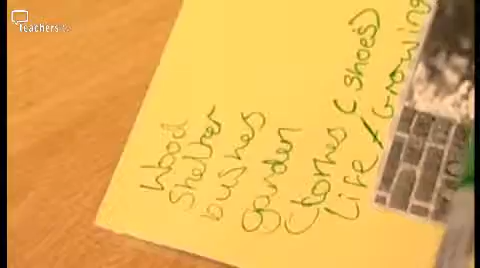 Teachers.tv
Wood
Shelter
bushes
garden
Clothes (shoes)
Life / Growing